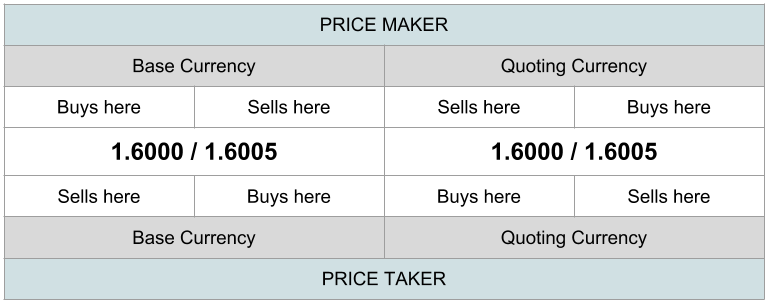 PRICE MAKER
Base Currency Quoting Currency
Buys here Sells here Sells here Buys here
1.6000 / 1.6005 1.6000 / 1.6005
Sells here Buys here Buys here Sells here
Base Currency Quoting Currency
PRICE TAKER